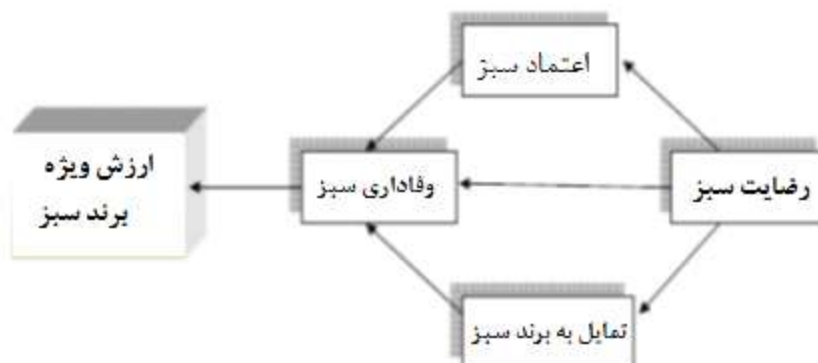 اعتماد سبز
رضایت سبز
وفاداری سبز
ارزش ویژه
برند سبز
تمایل به برند سبز